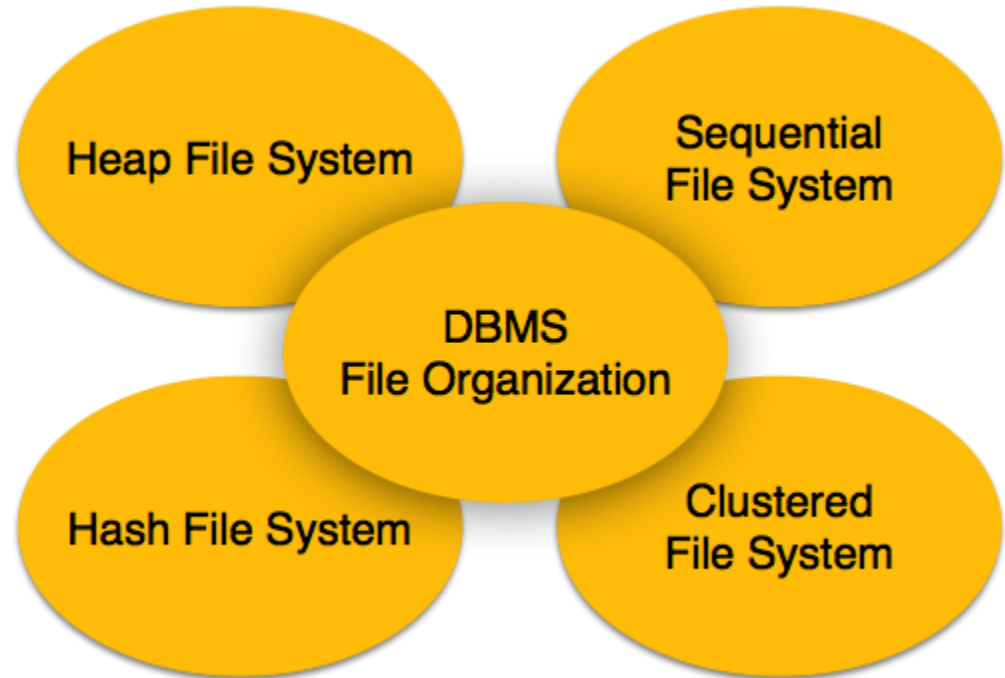 Heap File System
Sequential
File System
DBMS
File Organization
Hash File System
Clustered
File System